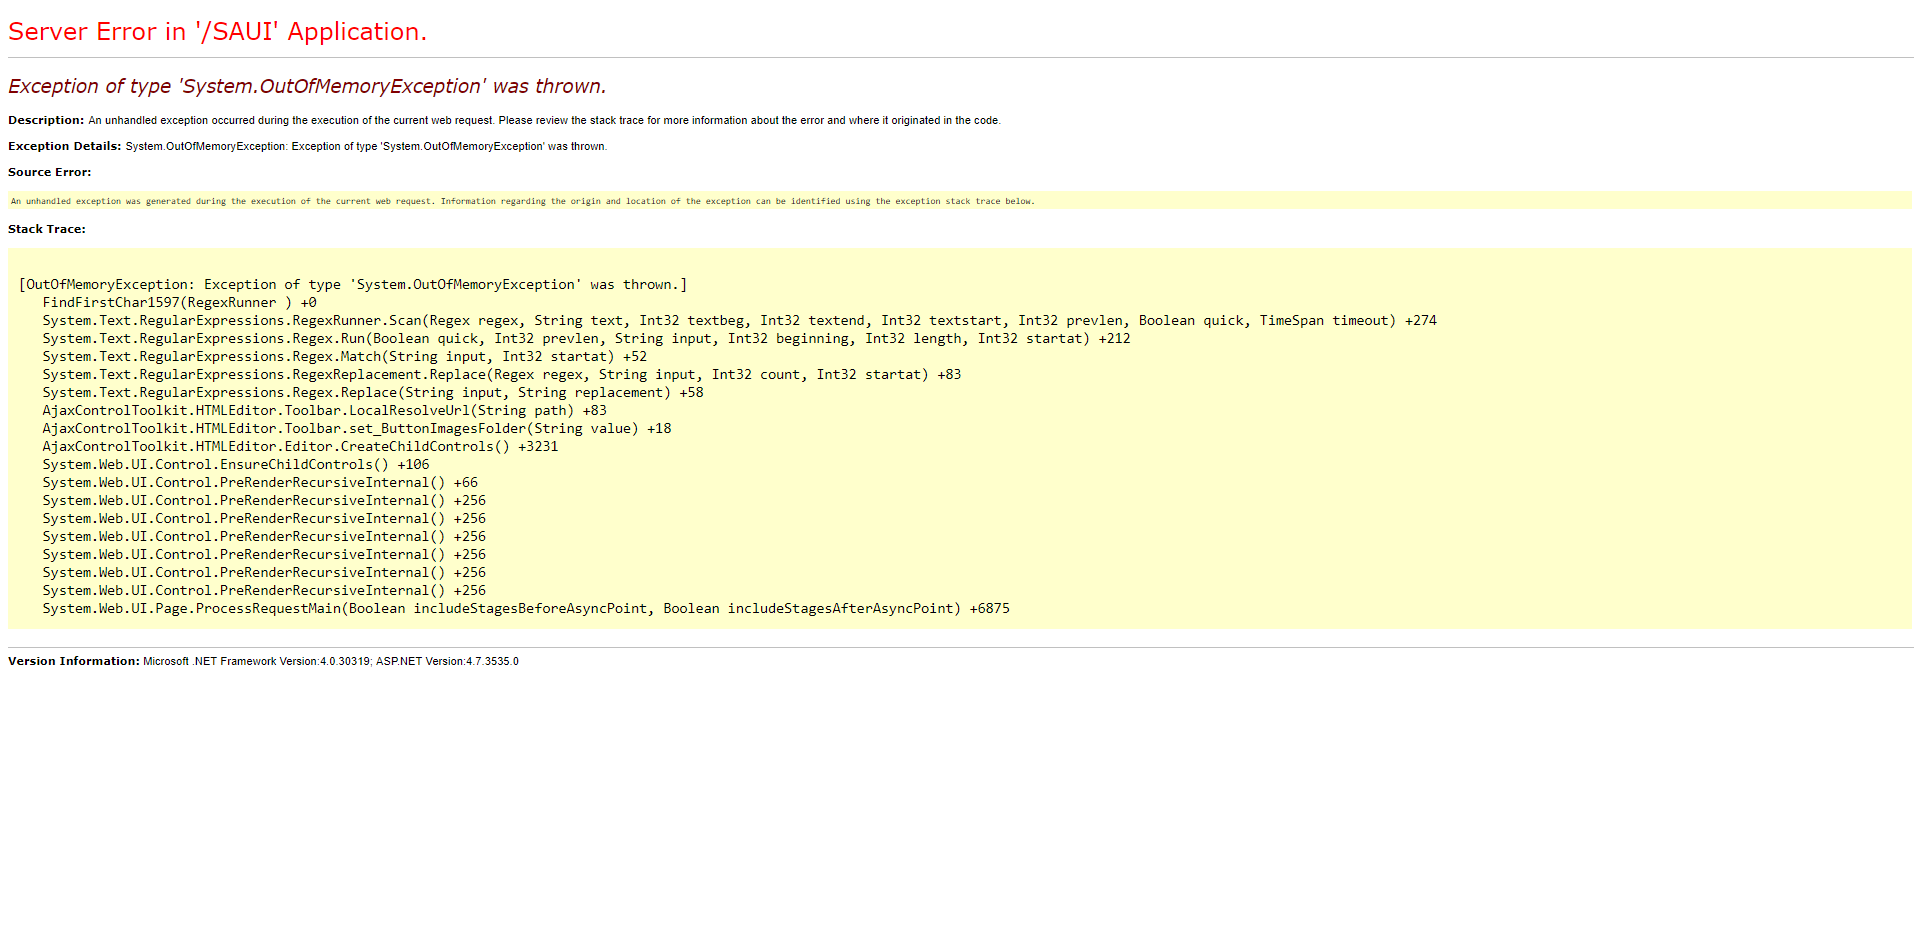 Server Error in '/SAUI' Application.
Exception of type 'System.OutOfMemoryException' was thrown.
Description: An unhandled exception occurred during the execution of the current web request. Please review the stack trace for more information about the error and where it originated in the code.
Exception Details: System.OutOfMemoryException: Exception of type 'System.OutOfMemoryException' was thrown.
Source Error:
An unhandled exception was generated during the execution of the current web request. Information regarding the origin and location of the exception can be identified using the exception stack trace below.
Stack Trace:
[OutOfMemoryException: Exception of type 'System.OutOfMemoryException' was thrown.]
FindFirstChar1597(RegexRunner ) +0
System.Text.RegularExpressions.RegexRunner.Scan(Regex regex, String text, Int32 textbeg, Int32 textend, Int32 textstart, Int32 prevlen, Boolean quick, TimeSpan timeout) +274
System.Text.RegularExpressions.Regex.Run(Boolean quick, Int32 prevlen, String input, Int32 beginning, Int32 length, Int32 startat) +212
System.Text.RegularExpressions.Regex.Match(String input, Int32 startat) +52
System.Text.RegularExpressions.RegexReplacement.Replace(Regex regex, String input, Int32 count, Int32 startat) +83
System.Text.RegularExpressions.Regex.Replace(String input, String replacement) +58
AjaxControlToolkit.HTMLEditor.Toolbar.LocalResolveUrl(String path) +83
AjaxControlToolkit.HTMLEditor.Toolbar.set_ButtonImagesFolder(String value) +18
AjaxControlToolkit.HTMLEditor.Editor.CreateChildControls() +3231
System.Web.UI.Control.EnsureChildControls() +106
System.Web.UI.Control.PreRenderRecursiveInternal() +66
System.Web.UI.Control.PreRenderRecursiveInternal() +256
System.Web.UI.Control.PreRenderRecursiveInternal() +256
System.Web.UI.Control.PreRenderRecursiveInternal() +256
System.Web.UI.Control.PreRenderRecursiveInternal() +256
System.Web.UI.Control.PreRenderRecursiveInternal() +256
System.Web.UI.Control.PreRenderRecursiveInternal() +256
System.Web.UI.Page.ProcessRequestMain(Boolean includeStagesBeforeAsyncPoint, Boolean includeStagesAfterAsyncPoint) +6875
Version Information: Microsoft .NET Framework Version:4.0.30319; ASP.NET Version:4.7.3535.0